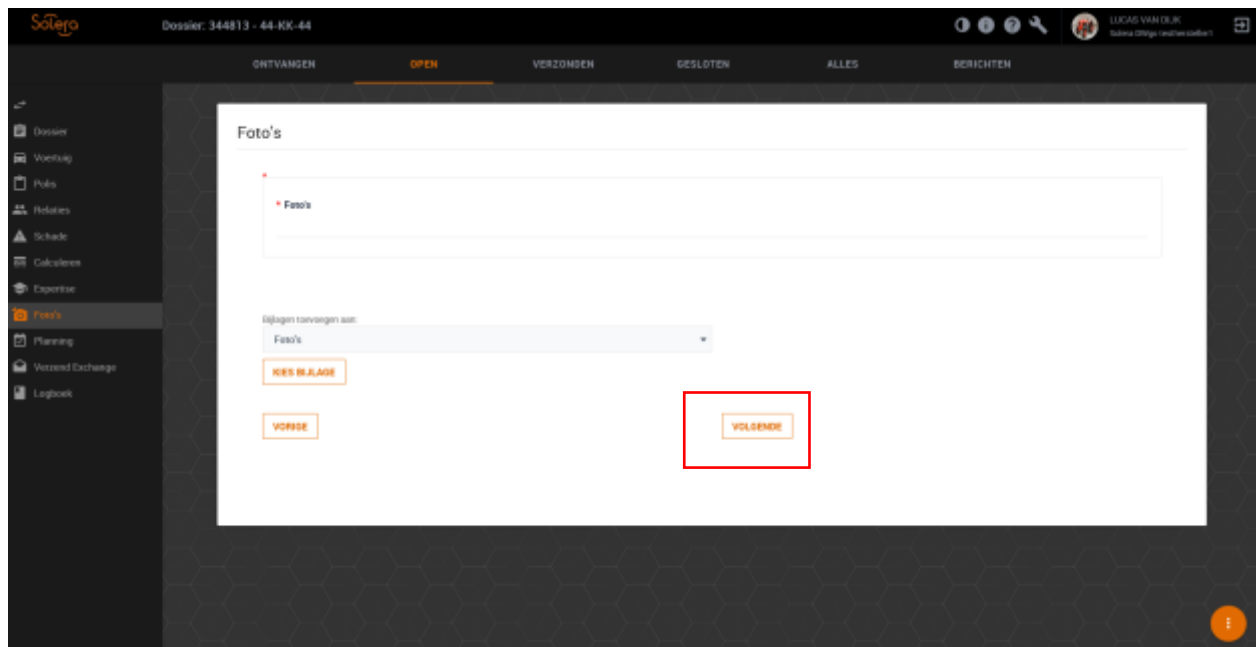 Solera
Dossier: 344813 - 44-KK-44
LUCAS VAN DIJK
ONTVANGEN
OPEN
VERZONDEN
GESLOTEN
ALLES
BERICHTEN
Dossier
Voertuig
Polis
Relaties
Schade
Calculeren
Expertise
Foto's
Planning
Verzend Exchange
Logboek
Foto's
*
* Foto's
Bijlagen toevoegen aan:
Foto's
KIES BIJLAGE
VORIGE
VOLGENDE